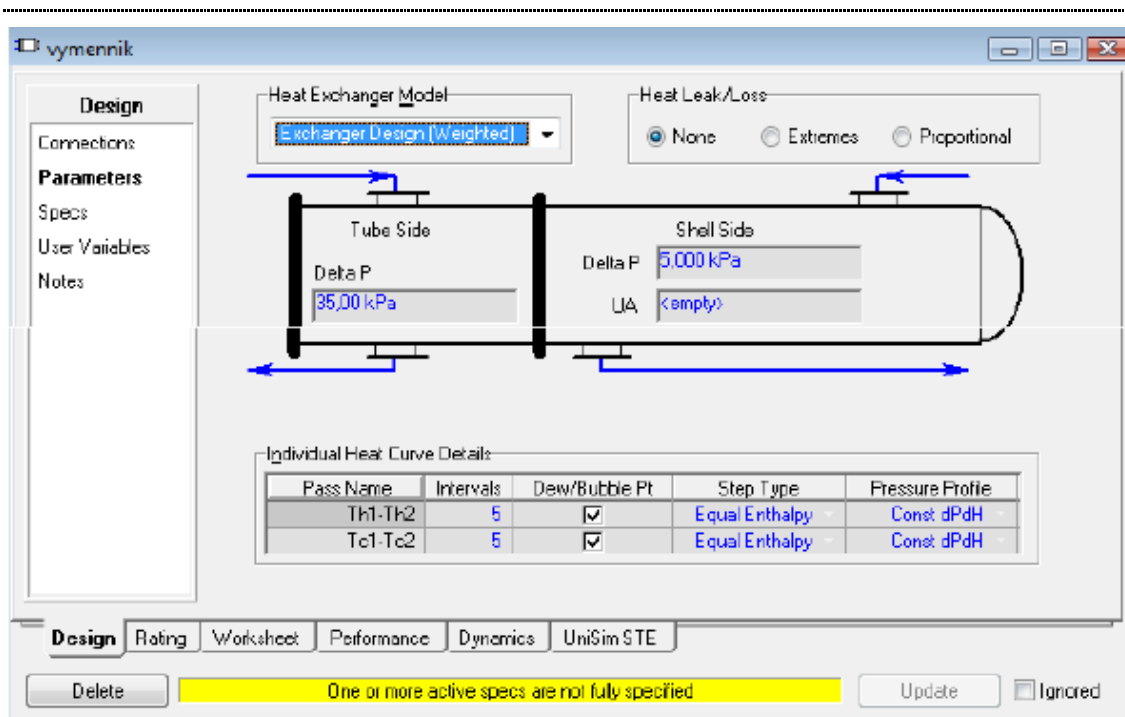 vymennik
Design
Connections
Parameters
Specs
User Variables
Notes
Heat Exchanger Model
Exchanger Design (Weighted)
Heat Leak/Loss
None Extremes Proportional
Tube Side
Delta P
35,00 kPa
Shell Side
Delta P 5,000 kPa
UA <empty>
Individual Heat Curve Details
Pass Name Intervals Dew/Bubble Pt Step Type Pressure Profile
Th1-Th2 5 Equal Enthalpy Const dPdH
Tc1-Tc2 5 Equal Enthalpy Const dPdH
Design Rating Worksheet Performance Dynamics UniSim STE
Delete One or more active specs are not fully specified Update Ignored